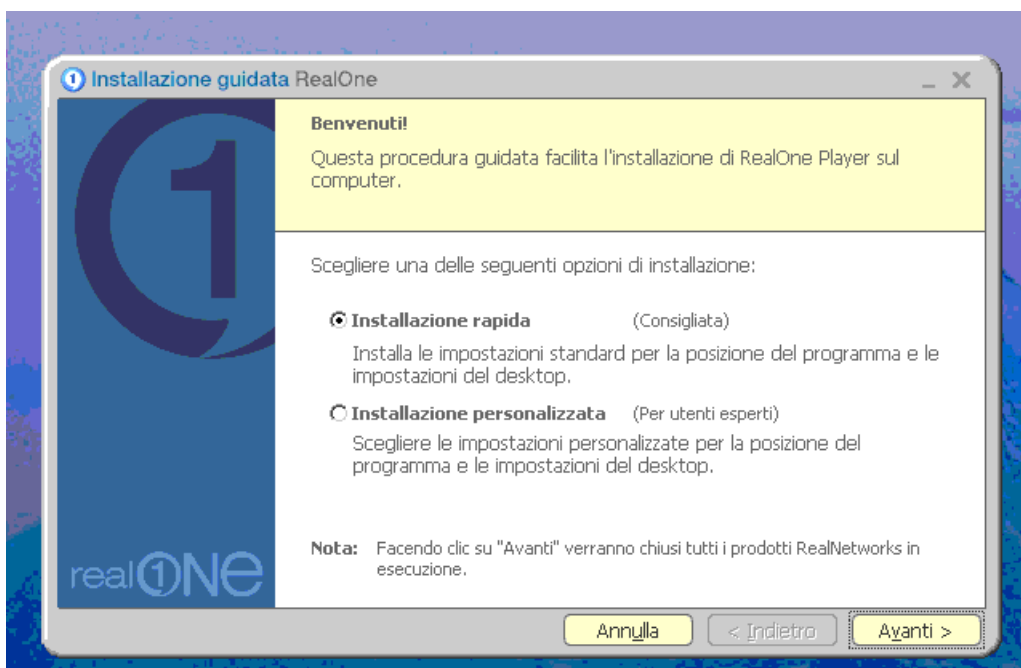 Installazione guidata RealOne
Benvenuti!
Questa procedura guidata facilita l'installazione di RealOne Player sul
computer.
Scegliere una delle seguenti opzioni di installazione:
Installazione rapida (Consigliata)
Installa le impostazioni standard per la posizione del programma e le
impostazioni del desktop.
Installazione personalizzata (Per utenti esperti)
Scegliere le impostazioni personalizzate per la posizione del
programma e le impostazioni del desktop.
Nota: Facendo clic su "Avanti" verranno chiusi tutti i prodotti RealNetworks in
esecuzione.
real1one
Annulla < Indietro Avanti >